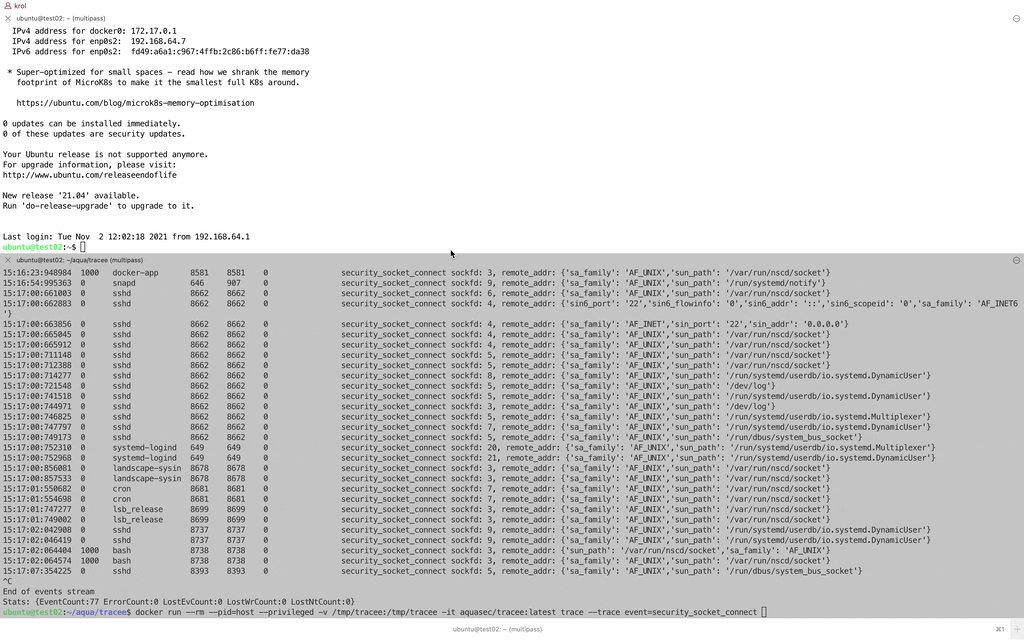 krol
ubuntu@test02: ~ (multipass)
IPv4 address for docker0: 172.17.0.1
IPv4 address for enp0s2:  192.168.64.7
IPv6 address for enp0s2:  fd49:a6a1:c967:4ffb:2c86:b6ff:fe77:da38
* Super-optimized for small spaces - read how we shrank the memory
footprint of MicroK8s to make it the smallest full K8s around.
https://ubuntu.com/blog/microk8s-memory-optimisation
0 updates can be installed immediately.
0 of these updates are security updates.
Your Ubuntu release is not supported anymore.
For upgrade information, please visit:
http://www.ubuntu.com/releaseendoflife
New release '21.04' available.
Run 'do-release-upgrade' to upgrade to it.
Last login: Tue Nov  2 12:02:18 2021 from 192.168.64.1
ubuntu@test02:~$
ubuntu@test02: ~/aqua/tracee (multipass)
15:16:23:948984  1000  docker-app  8581  8581  0  security_socket_connect sockfd: 3, remote_addr: {'sa_family': 'AF_UNIX','sun_path': '/var/run/nscd/socket'}
15:16:54:995363  0  snapd  646  907  0  security_socket_connect sockfd: 9, remote_addr: {'sa_family': 'AF_UNIX','sun_path': '/run/systemd/notify'}
15:17:00:661003  0  sshd  8662  8662  0  security_socket_connect sockfd: 6, remote_addr: {'sa_family': 'AF_UNIX','sun_path': '/var/run/nscd/socket'}
15:17:00:662883  0  sshd  8662  8662  0  security_socket_connect sockfd: 4, remote_addr: {'sin6_port': '22','sin6_flowinfo': '0','sin6_addr': '::','sin6_scopeid': '0','sa_family': 'AF_INET6
'}
15:17:00:663856  0  sshd  8662  8662  0  security_socket_connect sockfd: 4, remote_addr: {'sa_family': 'AF_INET','sin_port': '22','sin_addr': '0.0.0.0'}
15:17:00:665045  0  sshd  8662  8662  0  security_socket_connect sockfd: 4, remote_addr: {'sa_family': 'AF_UNIX','sun_path': '/var/run/nscd/socket'}
15:17:00:665912  0  sshd  8662  8662  0  security_socket_connect sockfd: 4, remote_addr: {'sa_family': 'AF_UNIX','sun_path': '/var/run/nscd/socket'}
15:17:00:711148  0  sshd  8662  8662  0  security_socket_connect sockfd: 5, remote_addr: {'sa_family': 'AF_UNIX','sun_path': '/var/run/nscd/socket'}
15:17:00:712388  0  sshd  8662  8662  0  security_socket_connect sockfd: 5, remote_addr: {'sa_family': 'AF_UNIX','sun_path': '/var/run/nscd/socket'}
15:17:00:714277  0  sshd  8662  8662  0  security_socket_connect sockfd: 8, remote_addr: {'sa_family': 'AF_UNIX','sun_path': '/run/systemd/userdb/io.systemd.DynamicUser'}
15:17:00:721548  0  sshd  8662  8662  0  security_socket_connect sockfd: 5, remote_addr: {'sa_family': 'AF_UNIX','sun_path': '/dev/log'}
15:17:00:741518  0  sshd  8662  8662  0  security_socket_connect sockfd: 5, remote_addr: {'sa_family': 'AF_UNIX','sun_path': '/run/systemd/userdb/io.systemd.DynamicUser'}
15:17:00:744971  0  sshd  8662  8662  0  security_socket_connect sockfd: 3, remote_addr: {'sa_family': 'AF_UNIX','sun_path': '/dev/log'}
15:17:00:746825  0  sshd  8662  8662  0  security_socket_connect sockfd: 5, remote_addr: {'sa_family': 'AF_UNIX','sun_path': '/run/systemd/userdb/io.systemd.Multiplexer'}
15:17:00:747797  0  sshd  8662  8662  0  security_socket_connect sockfd: 7, remote_addr: {'sa_family': 'AF_UNIX','sun_path': '/run/systemd/userdb/io.systemd.DynamicUser'}
15:17:00:749173  0  sshd  8662  8662  0  security_socket_connect sockfd: 5, remote_addr: {'sa_family': 'AF_UNIX','sun_path': '/run/dbus/system_bus_socket'}
15:17:00:752310  0  systemd-logind  649  649  0  security_socket_connect sockfd: 20, remote_addr: {'sa_family': 'AF_UNIX','sun_path': '/run/systemd/userdb/io.systemd.Multiplexer'}
15:17:00:752968  0  systemd-logind  649  649  0  security_socket_connect sockfd: 21, remote_addr: {'sa_family': 'AF_UNIX','sun_path': '/run/systemd/userdb/io.systemd.DynamicUser'}
15:17:00:856081  0  landscape-sysin  8678  8678  0  security_socket_connect sockfd: 3, remote_addr: {'sa_family': 'AF_UNIX','sun_path': '/var/run/nscd/socket'}
15:17:00:857533  0  landscape-sysin  8678  8678  0  security_socket_connect sockfd: 3, remote_addr: {'sa_family': 'AF_UNIX','sun_path': '/var/run/nscd/socket'}
15:17:01:550682  0  cron  8681  8681  0  security_socket_connect sockfd: 7, remote_addr: {'sa_family': 'AF_UNIX','sun_path': '/var/run/nscd/socket'}
15:17:01:554698  0  cron  8681  8681  0  security_socket_connect sockfd: 7, remote_addr: {'sa_family': 'AF_UNIX','sun_path': '/var/run/nscd/socket'}
15:17:01:747277  0  lsb_release  8699  8699  0  security_socket_connect sockfd: 3, remote_addr: {'sa_family': 'AF_UNIX','sun_path': '/var/run/nscd/socket'}
15:17:01:749002  0  lsb_release  8699  8699  0  security_socket_connect sockfd: 3, remote_addr: {'sa_family': 'AF_UNIX','sun_path': '/var/run/nscd/socket'}
15:17:02:042908  0  sshd  8737  8737  0  security_socket_connect sockfd: 9, remote_addr: {'sa_family': 'AF_UNIX','sun_path': '/run/systemd/userdb/io.systemd.DynamicUser'}
15:17:02:046419  0  sshd  8737  8737  0  security_socket_connect sockfd: 9, remote_addr: {'sa_family': 'AF_UNIX','sun_path': '/run/systemd/userdb/io.systemd.DynamicUser'}
15:17:02:064404  1000  bash  8738  8738  0  security_socket_connect sockfd: 3, remote_addr: {'sun_path': '/var/run/nscd/socket','sa_family': 'AF_UNIX'}
15:17:02:064574  1000  bash  8738  8738  0  security_socket_connect sockfd: 3, remote_addr: {'sa_family': 'AF_UNIX','sun_path': '/var/run/nscd/socket'}
15:17:07:354225  0  sshd  8393  8393  0  security_socket_connect sockfd: 5, remote_addr: {'sa_family': 'AF_UNIX','sun_path': '/run/dbus/system_bus_socket'}
^C
End of events stream
Stats: {EventCount:77 ErrorCount:0 LostEvCount:0 LostWrCount:0 LostNtCount:0}
ubuntu@test02:~/aqua/tracee$ docker run --rm --pid=host --privileged -v /tmp/tracee:/tmp/tracee -it aquasec/tracee:latest trace --trace event=security_socket_connect
ubuntu@test02: ~ (multipass)
⌘1